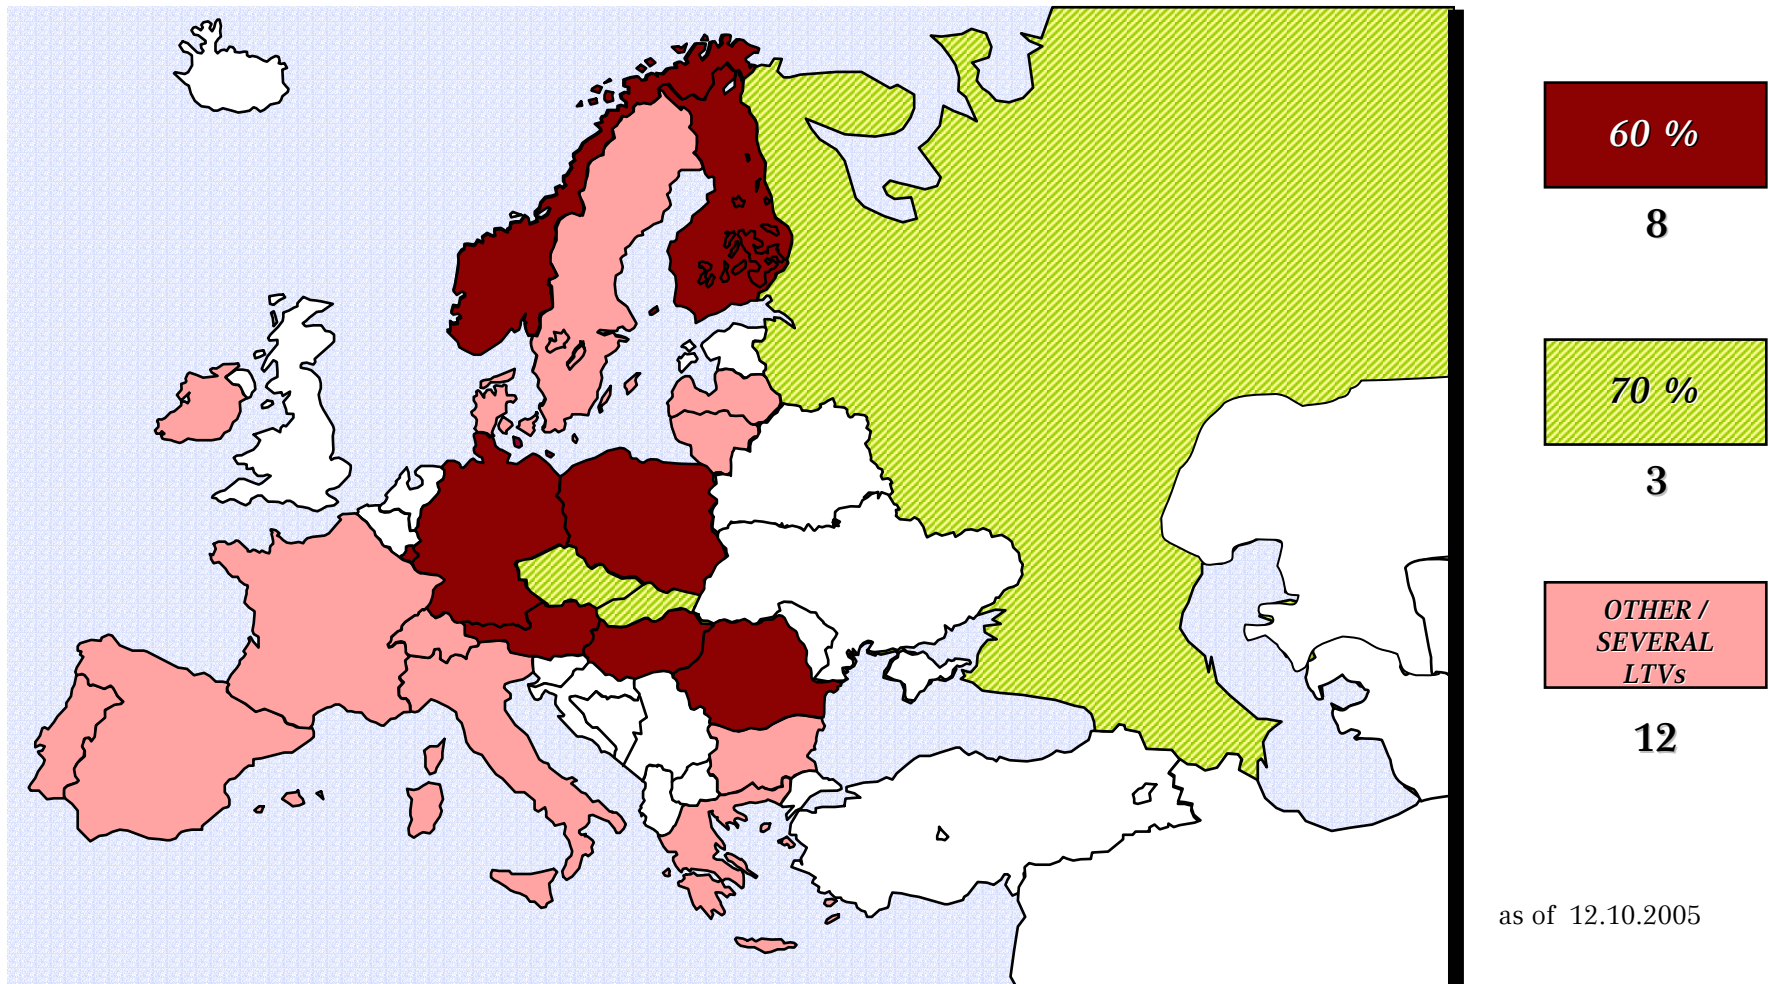 60 %
8
70 %
3
OTHER /
SEVERAL
LTVs
12
as of 12.10.2005